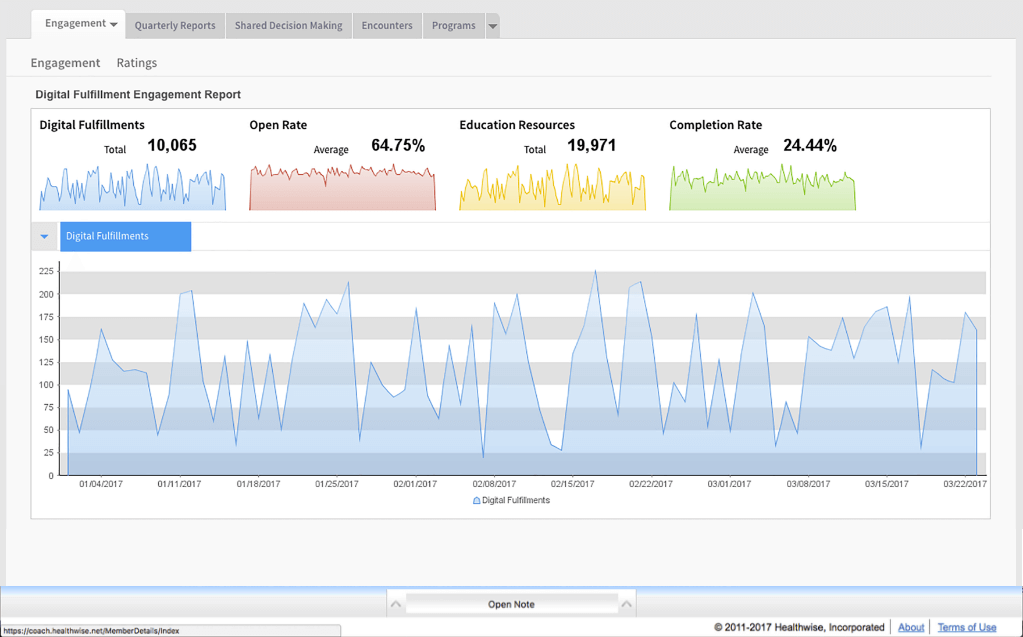 Engagement Quarterly Reports Shared Decision Making Encounters Programs
Engagement Ratings
Digital Fulfillment Engagement Report
Digital Fulfillments Open Rate Education Resources Completion Rate
Total 10,065 Average 64.75% Total 19,971 Average 24.44%
Digital Fulfillments
225
200
175
150
125
100
75
50
25
0
01/04/2017 01/11/2017 01/18/2017 01/25/2017 02/01/2017 02/08/2017 02/15/2017 02/22/2017 03/01/2017 03/08/2017 03/15/2017 03/22/2017
Digital Fulfillments
Open Note
https://coach.healthwise.net/MemberDetails/Index
© 2011-2017 Healthwise, Incorporated About Terms of Use